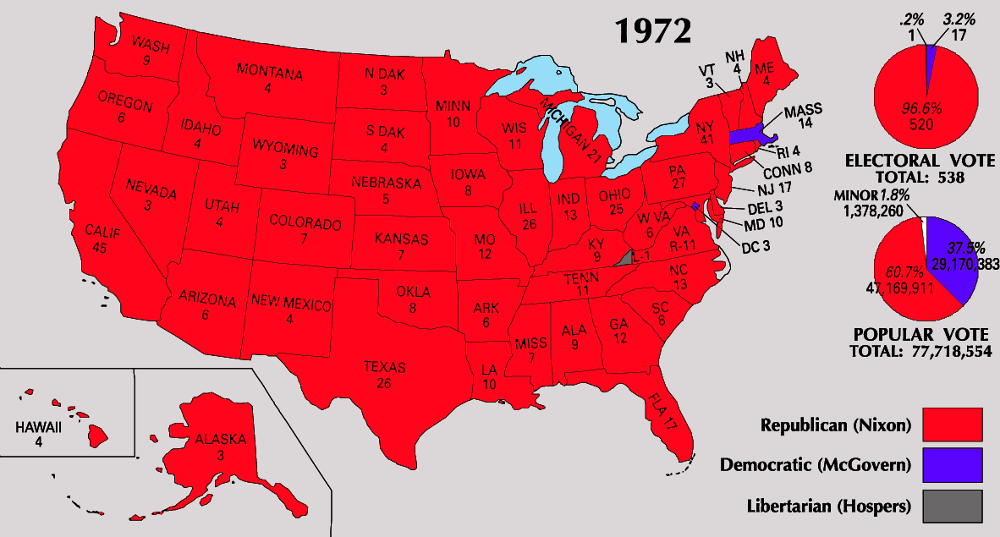 1972
WASH
9
OREGON
6
CALIF
45
NEVADA
3
IDAHO
4
MONTANA
4
WYOMING
3
UTAH
4
COLORADO
7
ARIZONA
6
NEW MEXICO
4
N DAK
3
S DAK
4
NEBRASKA
5
KANSAS
7
OKLA
8
TEXAS
26
MINN
10
IOWA
8
MO
12
ARK
6
LA
10
WIS
11
ILL
26
MICHIGAN 21
IND
13
OHIO
25
KY
9
TENN
11
MISS
7
ALA
9
GA
12
FLA 17
SC
8
NC
13
VA
R-11
L-1
W VA
6
PA
27
NY
41
VT
3
NH
4
ME
4
MASS
14
RI 4
CONN 8
NJ 17
DEL 3
MD 10
DC 3
HAWAII
4
ALASKA
3
.2%
1
3.2%
17
96.6%
520
ELECTORAL VOTE
TOTAL: 538
MINOR 1.8%
1,378,260
37.5%
29,170,383
60.7%
47,169,911
POPULAR VOTE
TOTAL: 77,718,554
Republican (Nixon)
Democratic (McGovern)
Libertarian (Hospers)